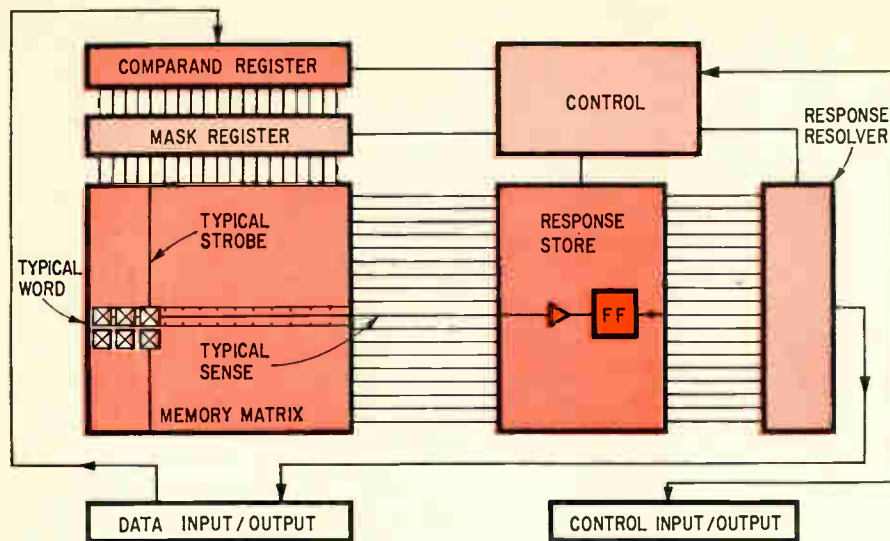 COMPARAND REGISTER
CONTROL
RESPONSE
RESOLVER
MASK REGISTER
TYPICAL
STROBE
RESPONSE
STORE
TYPICAL
WORD
FF
TYPICAL
SENSE
MEMORY MATRIX
DATA INPUT/OUTPUT
CONTROL INPUT/OUTPUT